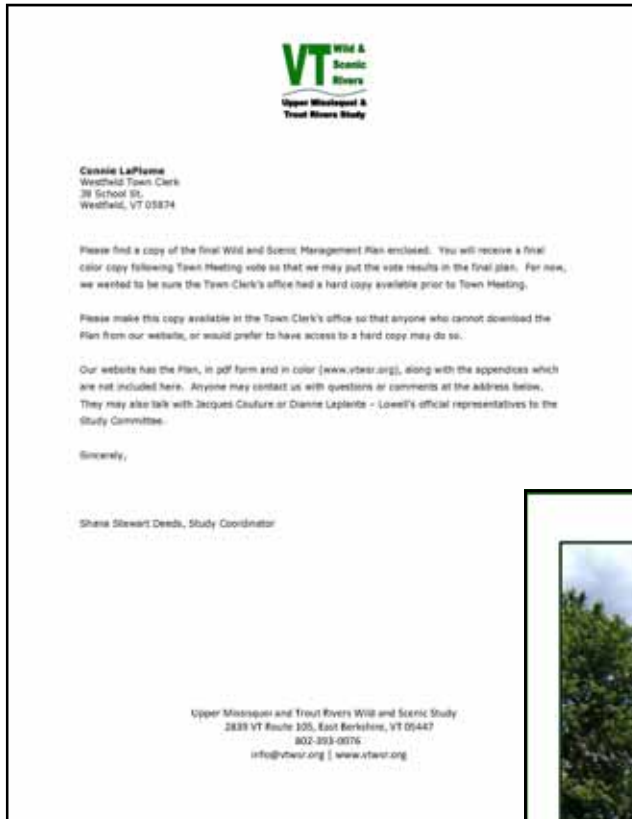 VT Wild &
Scenic
Rivers
Upper Missisquoi &
Trout Rivers Study
Connie LaPlume
Westfield Town Clerk
38 School St.
Westfield, VT 05874
Please find a copy of the final Wild and Scenic Management Plan enclosed. You will receive a final
color copy following Town Meeting vote so that we may put the vote results in the final plan. For now,
we wanted to be sure the Town Clerk's office had a hard copy available prior to Town Meeting.
Please make this copy available in the Town Clerk's office so that anyone who cannot download the
Plan from our website, or would prefer to have access to a hard copy may do so.
Our website has the Plan, in pdf form and in color (www.vtwsr.org), along with the appendices which
are not included here. Anyone may contact us with questions or comments at the address below.
They may also talk with Jacques Couture or Dianne Laplante – Lowell's official representatives to the
Study Committee.
Sincerely,
Shana Stewart Deeds, Study Coordinator
Upper Missisquoi and Trout Rivers Wild and Scenic Study
2839 VT Route 105, East Berkshire, VT 05447
802-393-0076
info@vtwsr.org | www.vtwsr.org